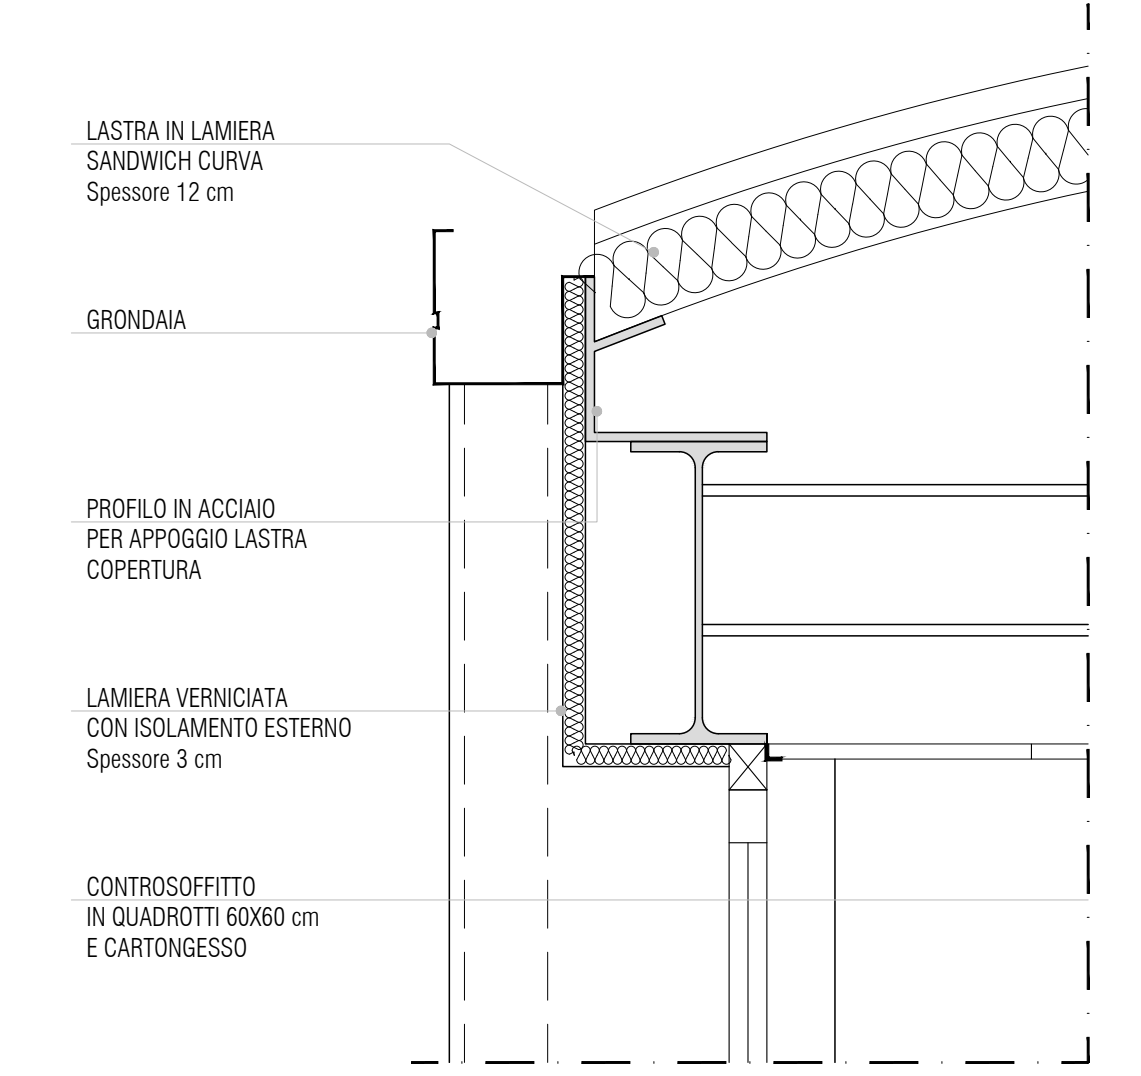 LASTRA IN LAMIERA
SANDWICH CURVA
Spessore 12 cm
GRONDAIA
PROFILO IN ACCIAIO
PER APPOGGIO LASTRA
COPERTURA
LAMIERA VERNICIATA
CON ISOLAMENTO ESTERNO
Spessore 3 cm
CONTROSOFFITTO
IN QUADROTTI 60X60 cm
E CARTONGESSO